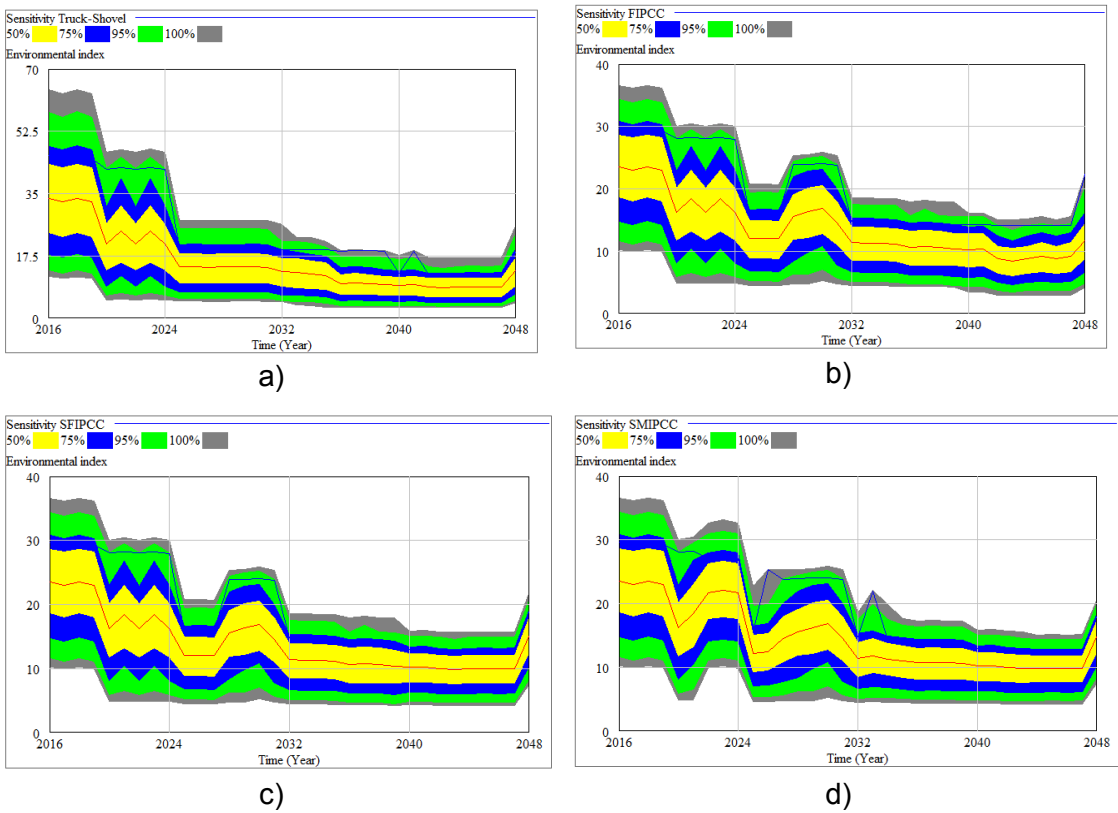 Sensitivity Truck-Shovel
50% 75% 95% 100%
Environmental index
70
52.5
35
17.5
0
2016 2024 2032 2040 2048
Time (Year)
a)
Sensitivity FIPCC
50% 75% 95% 100%
Environmental index
40
30
20
10
0
2016 2024 2032 2040 2048
Time (Year)
b)
Sensitivity SFIPCC
50% 75% 95% 100%
Environmental index
40
30
20
10
0
2016 2024 2032 2040 2048
Time (Year)
c)
Sensitivity SMIPCC
50% 75% 95% 100%
Environmental index
40
30
20
10
0
2016 2024 2032 2040 2048
Time (Year)
d)